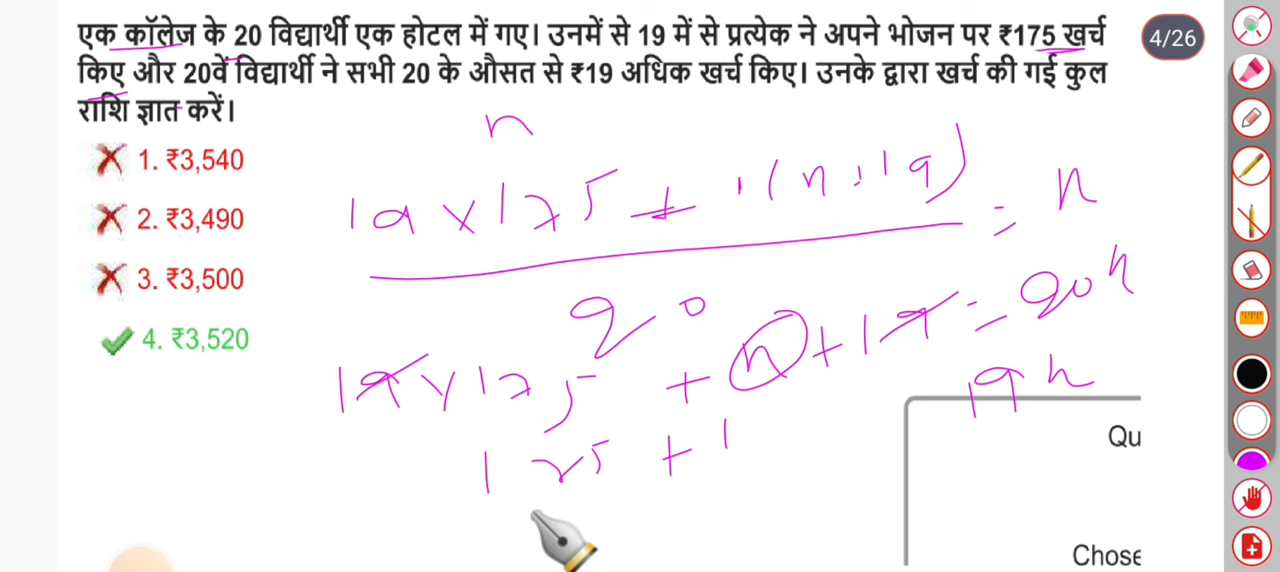 एक कॉलेज के 20 विद्यार्थी एक होटल में गए। उनमें से 19 में से प्रत्येक ने अपने भोजन पर ₹175 खर्च
किए और 20वें विद्यार्थी ने सभी 20 के औसत से ₹19 अधिक खर्च किए। उनके द्वारा खर्च की गई कुल
राशि ज्ञात करें।
4/26
n
1. ₹3,540
2. ₹3,490
3. ₹3,500
4. ₹3,520
19 x 175 + 1(n+19) = n
20
19 x 175 + n + 19 = 20n
19n
175 + 1
Qu
Chose